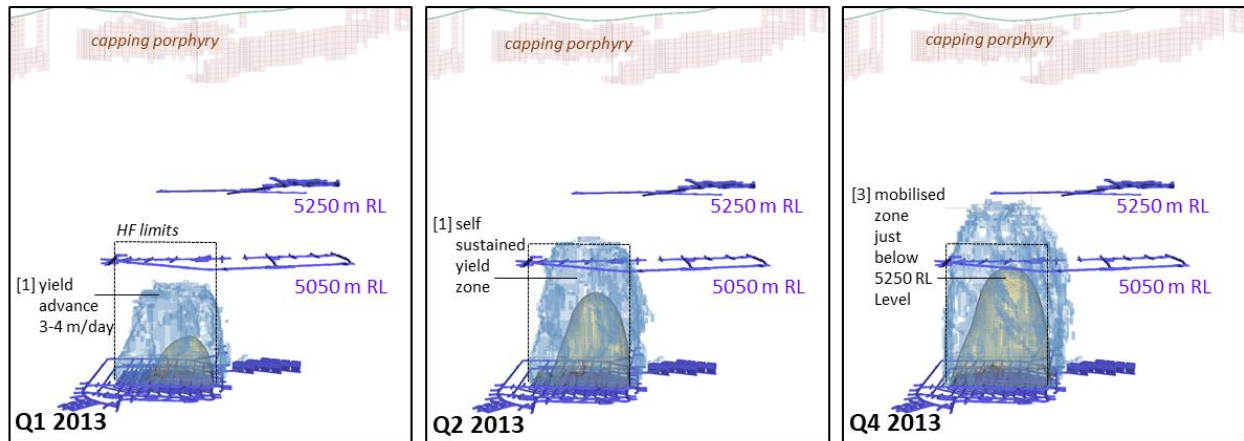 capping porphyry
5250 m RL
HF limits
5050 m RL
[1] yield
advance
3-4 m/day
Q1 2013
capping porphyry
5250 m RL
[1] self
sustained
yield
zone
5050 m RL
Q2 2013
capping porphyry
[3] mobilised
zone
just
below
5250 RL
Level
5250 m RL
5050 m RL
Q4 2013